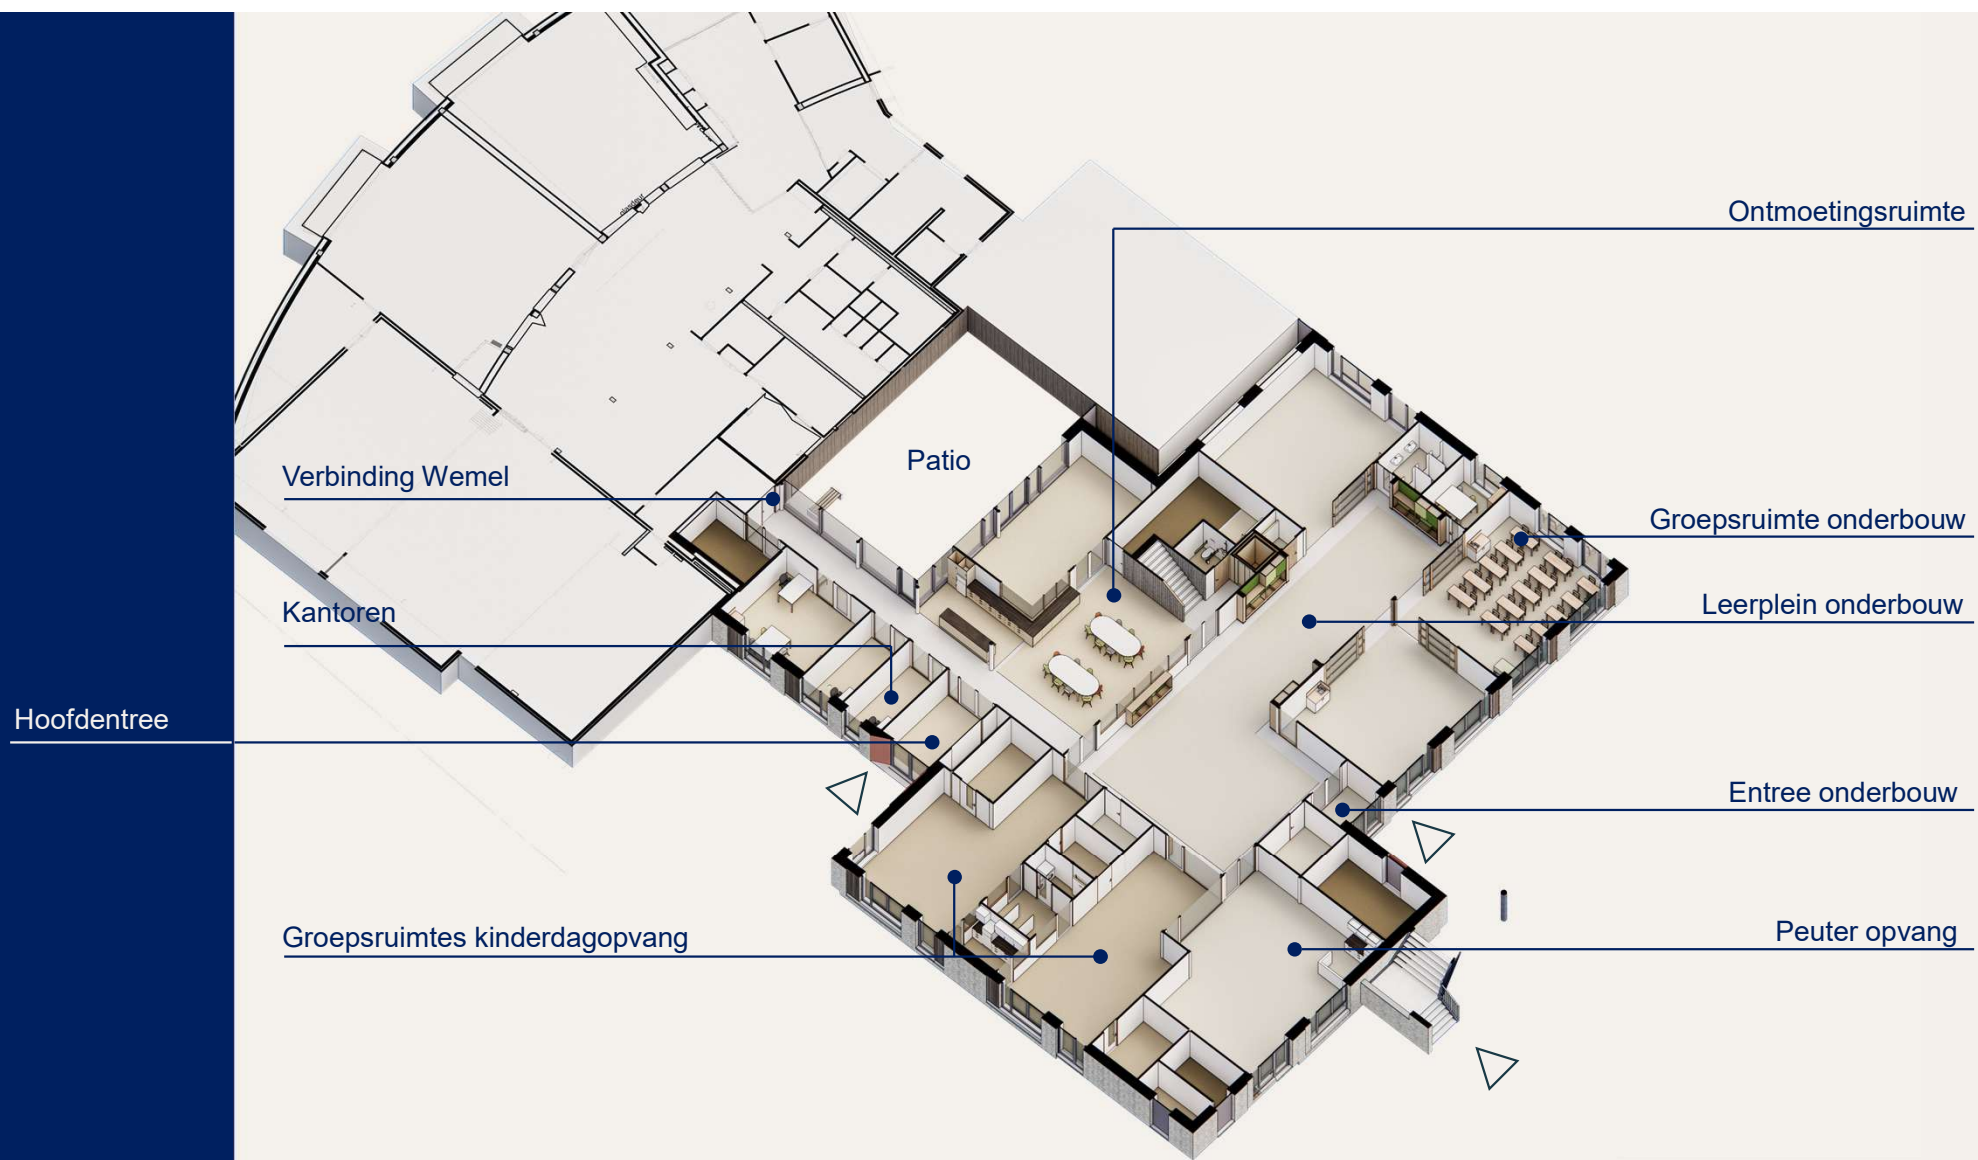 Ontmoetingsruimte
Patio
Verbinding Wemel
Groepsruimte onderbouw
Kantoren
Leerplein onderbouw
Hoofdentree
Entree onderbouw
Groepsruimtes kinderdagopvang
Peuter opvang